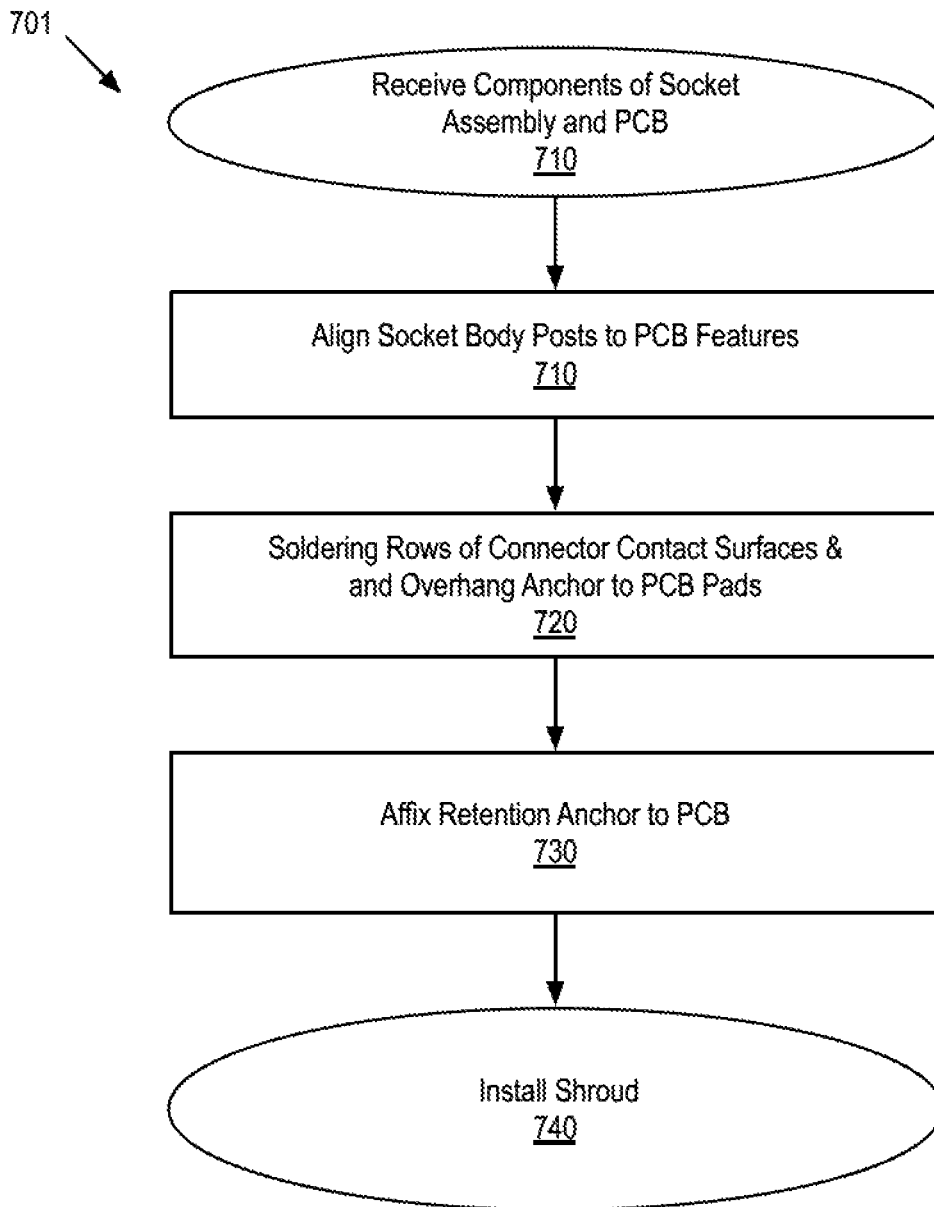 701
Receive Components of Socket
Assembly and PCB
710
Align Socket Body Posts to PCB Features
710
Soldering Rows of Connector Contact Surfaces &
and Overhang Anchor to PCB Pads
720
Affix Retention Anchor to PCB
730
Install Shroud
740